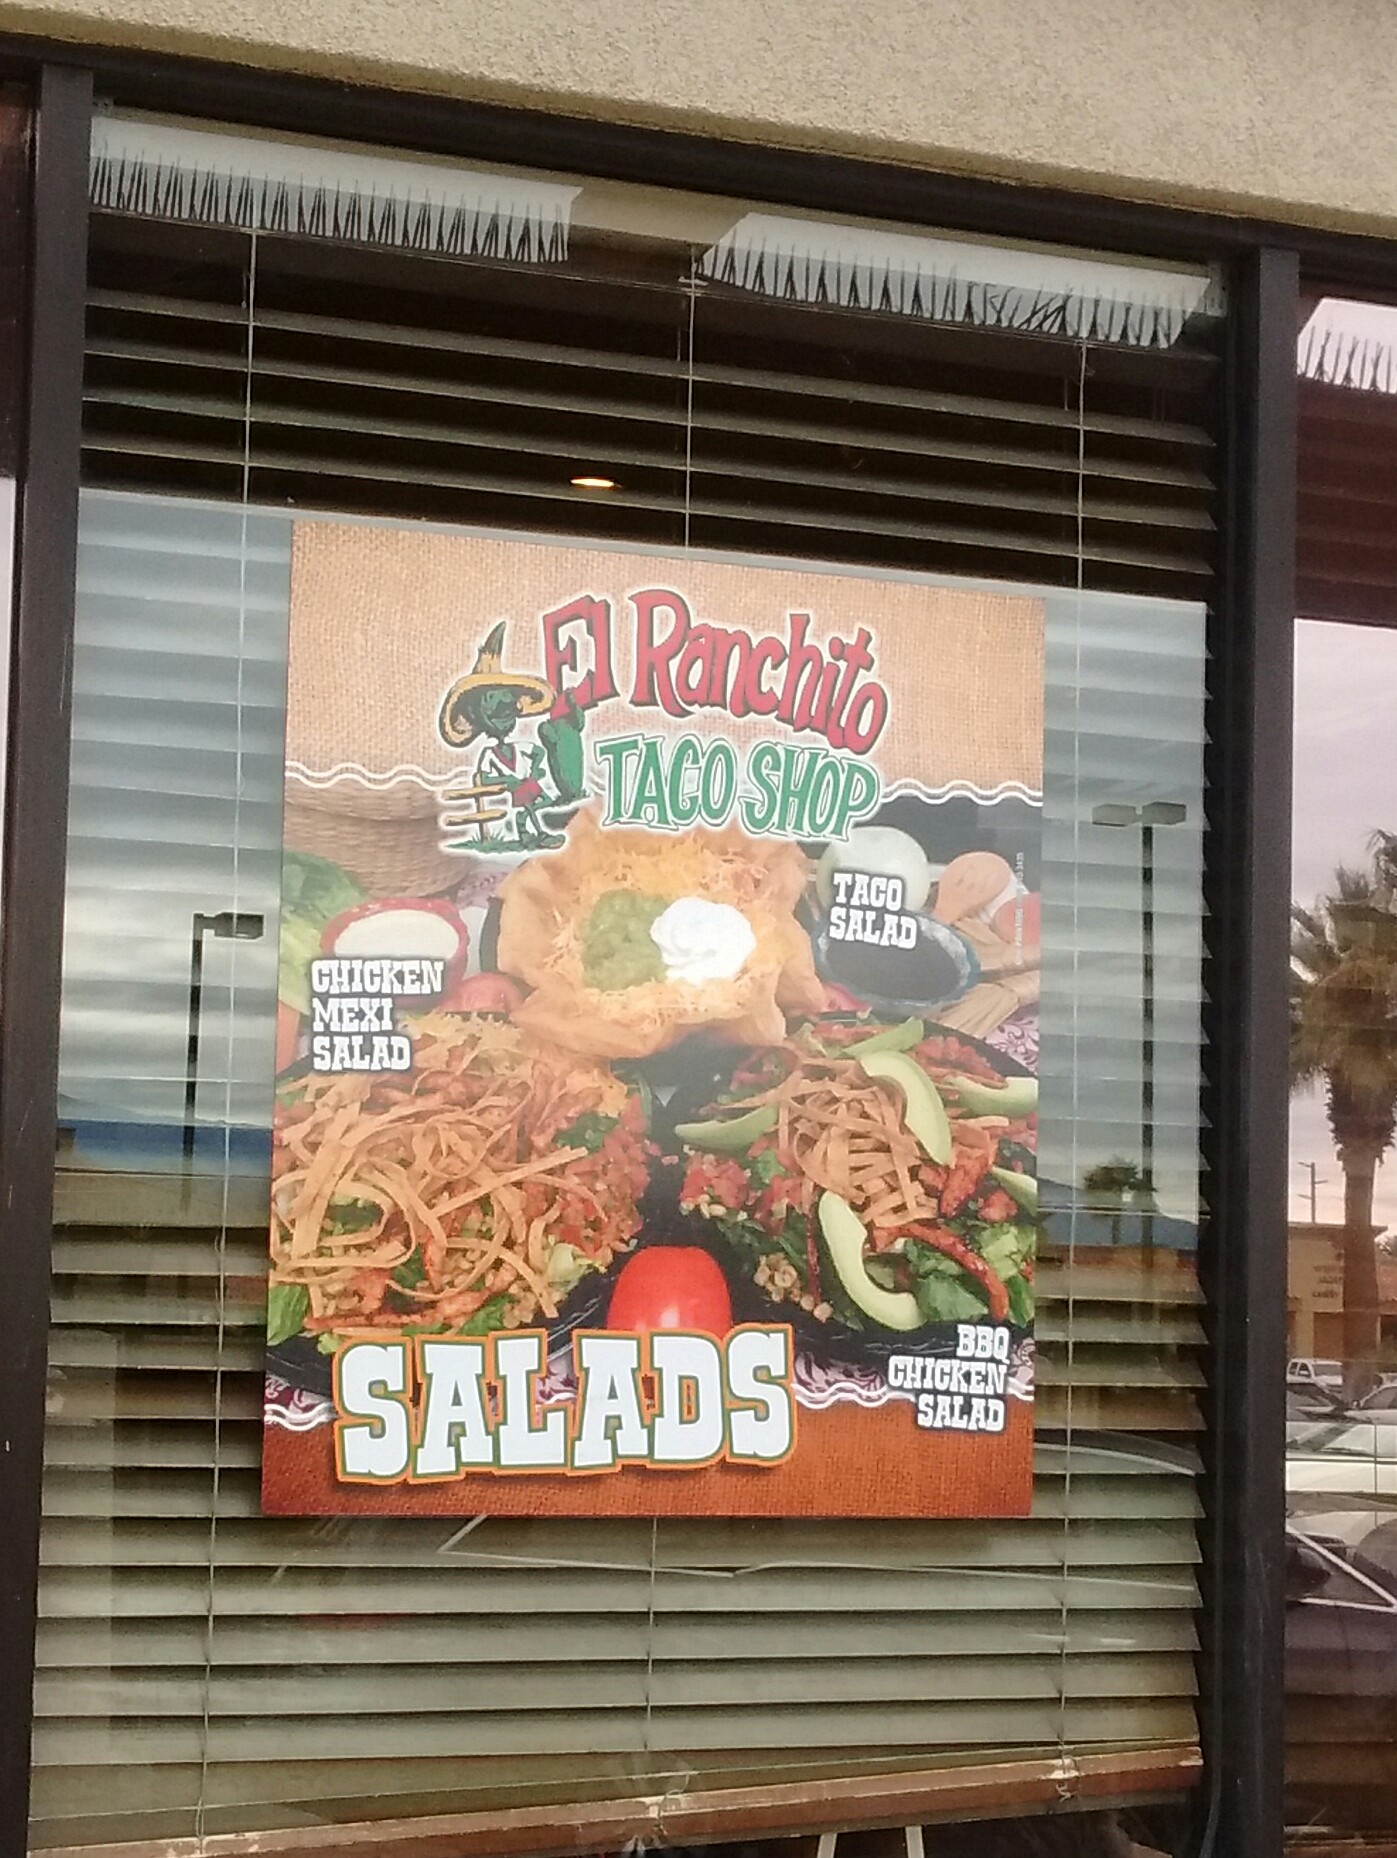 El Ranchito
TACO SHOP
TACO
SALAD
CHICKEN
MEXI
SALAD
SALADS
BBQ
CHICKEN
SALAD